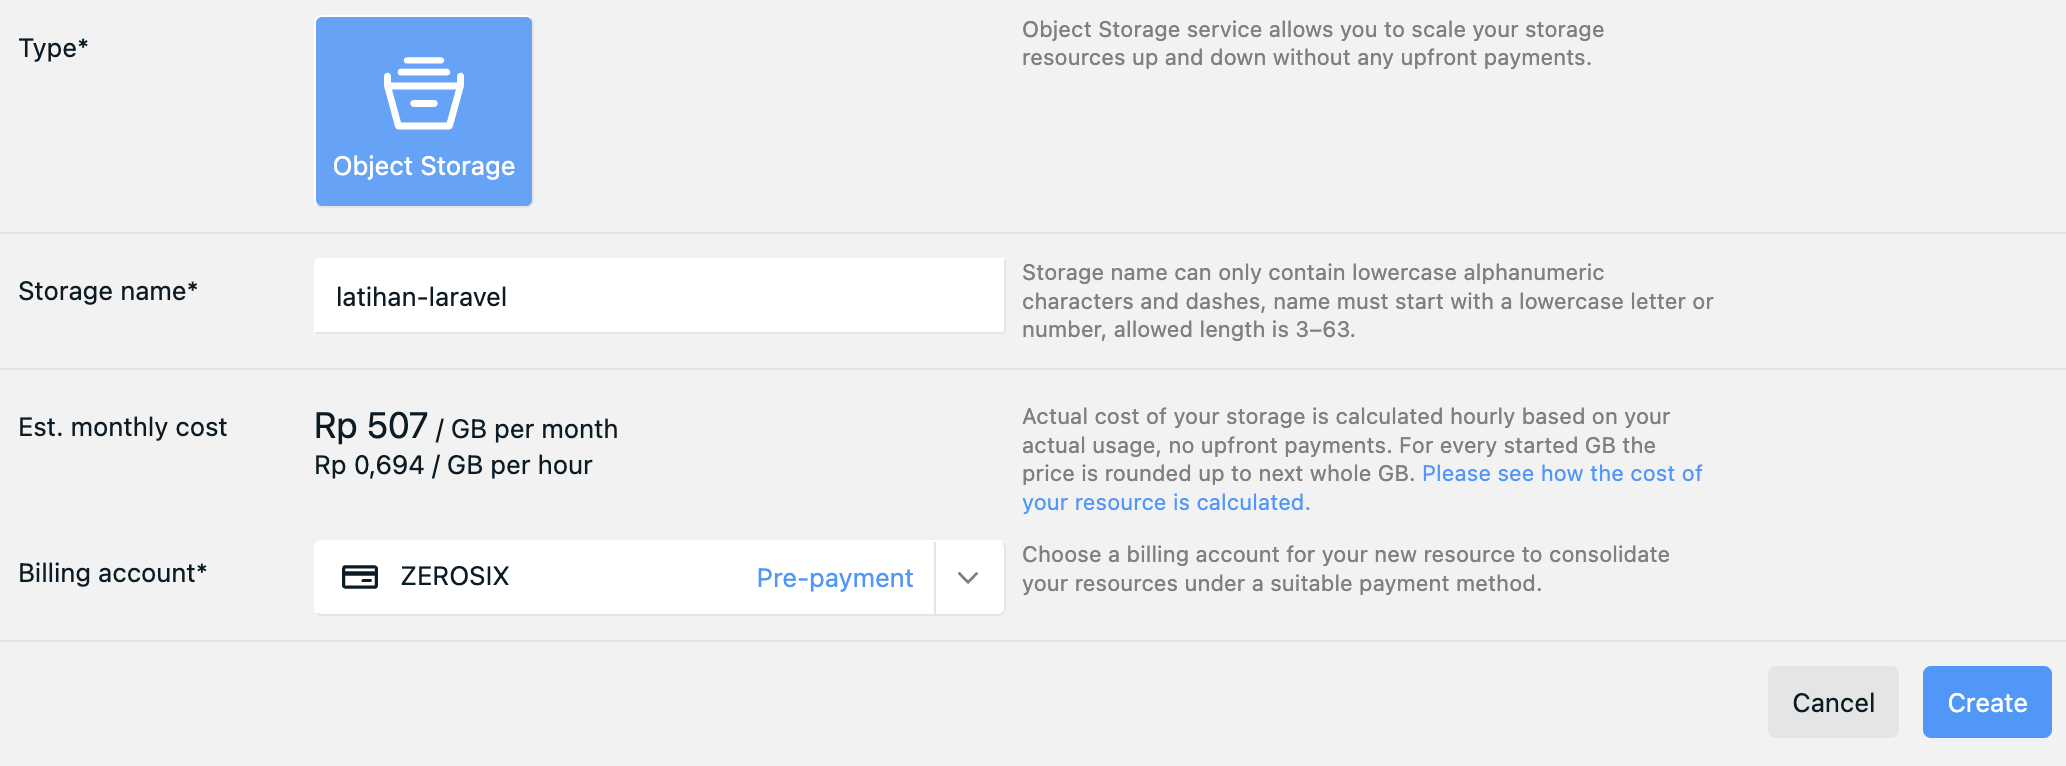 Type*
Object Storage
Object Storage service allows you to scale your storage
resources up and down without any upfront payments.
Storage name*
latihan-laravel
Storage name can only contain lowercase alphanumeric
characters and dashes, name must start with a lowercase letter or
number, allowed length is 3–63.
Est. monthly cost
Rp 507 / GB per month
Rp 0,694 / GB per hour
Actual cost of your storage is calculated hourly based on your
actual usage, no upfront payments. For every started GB the
price is rounded up to next whole GB. Please see how the cost of
your resource is calculated.
Billing account*
ZEROSIX
Pre-payment
Choose a billing account for your new resource to consolidate
your resources under a suitable payment method.
Cancel
Create